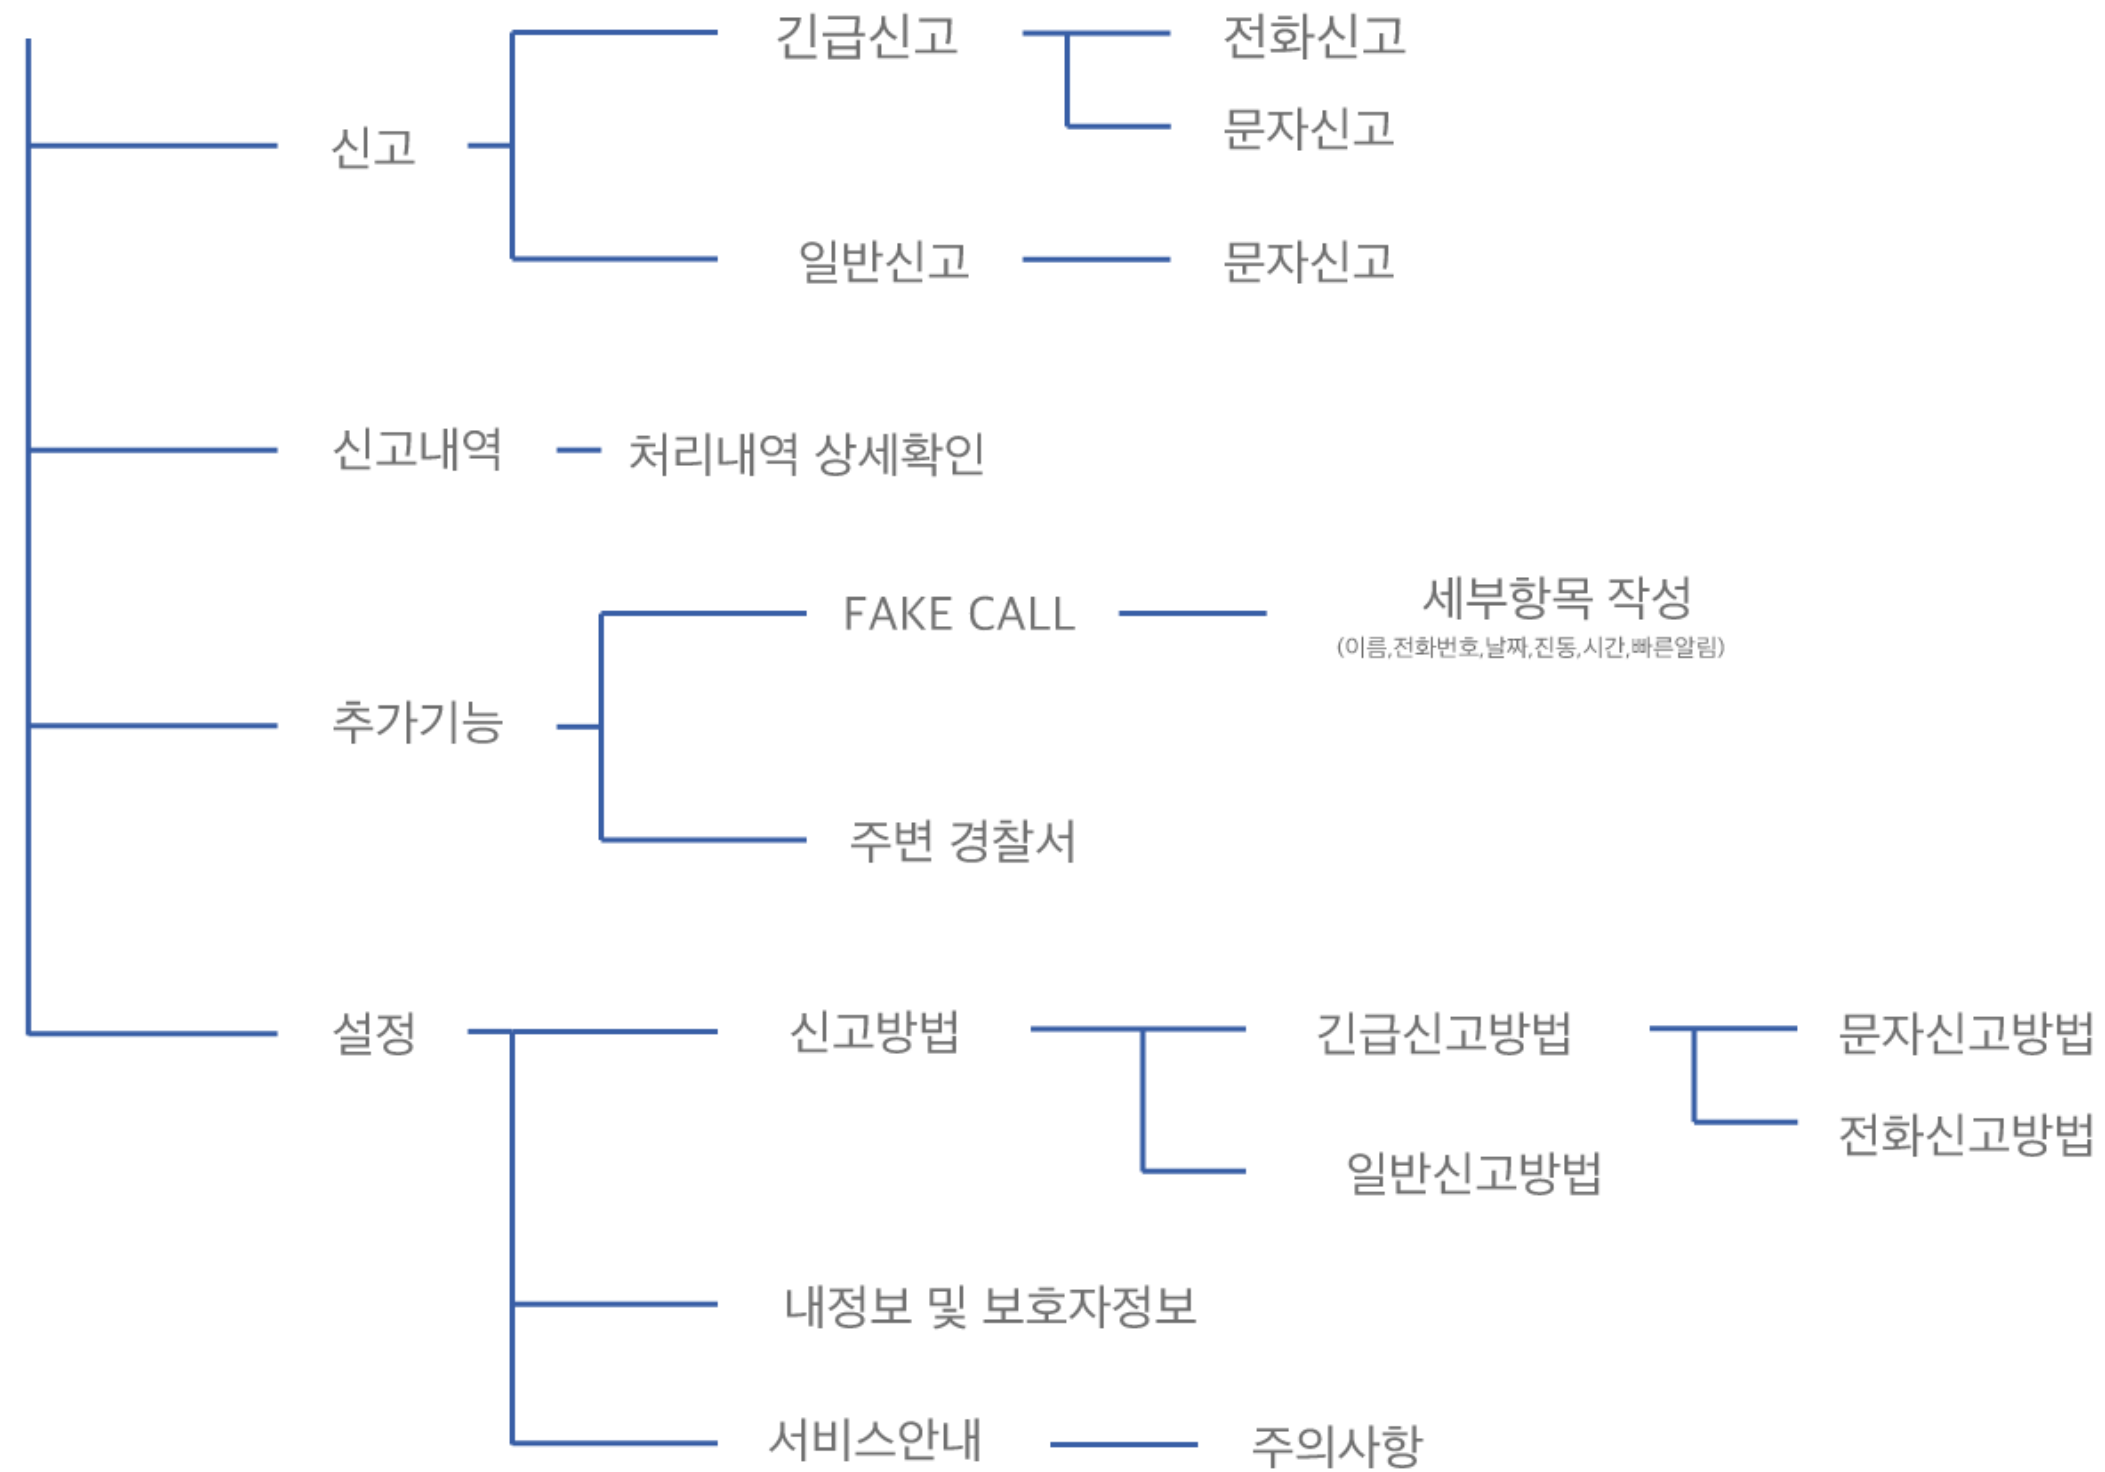 긴급신고
전화신고
문자신고
신고
일반신고
문자신고
신고내역
처리내역 상세확인
FAKE CALL
세부항목 작성
(이름,전화번호,날짜,진동,시간,빠른알림)
추가기능
주변 경찰서
설정
신고방법
긴급신고방법
문자신고방법
전화신고방법
일반신고방법
내정보 및 보호자정보
서비스안내
주의사항